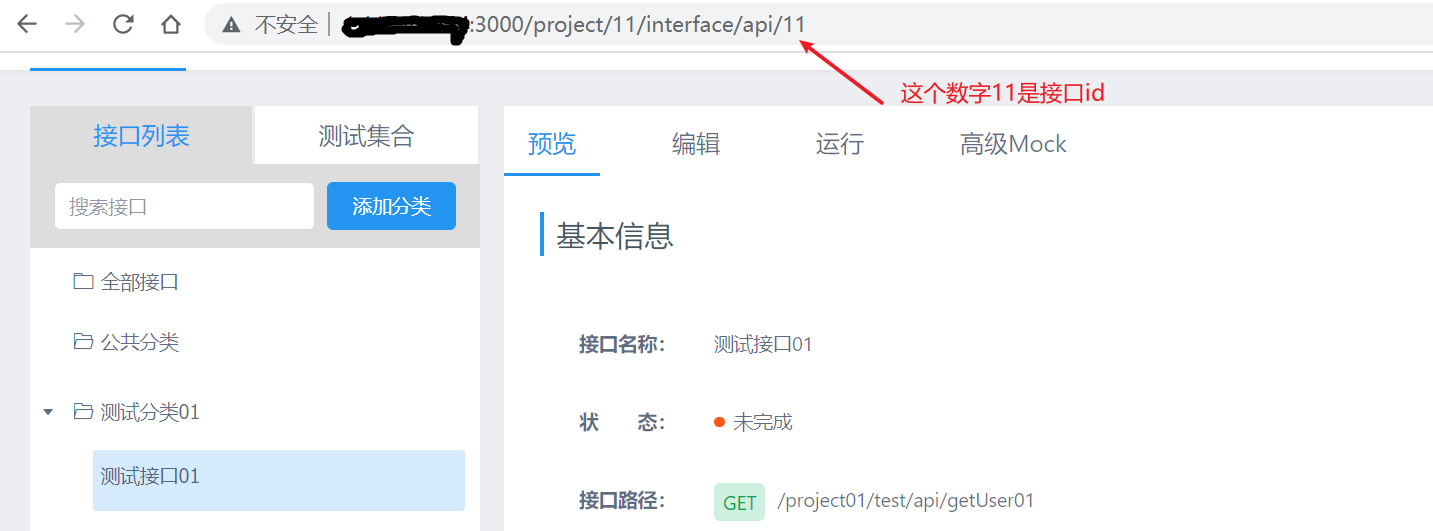 不安全 :3000/project/11/interface/api/11
这个数字11是接口id
接口列表 测试集合
搜索接口 添加分类
全部接口
公共分类
测试分类01
测试接口01
预览 编辑 运行 高级Mock
基本信息
接口名称： 测试接口01
状 态： 未完成
接口路径： GET /project01/test/api/getUser01